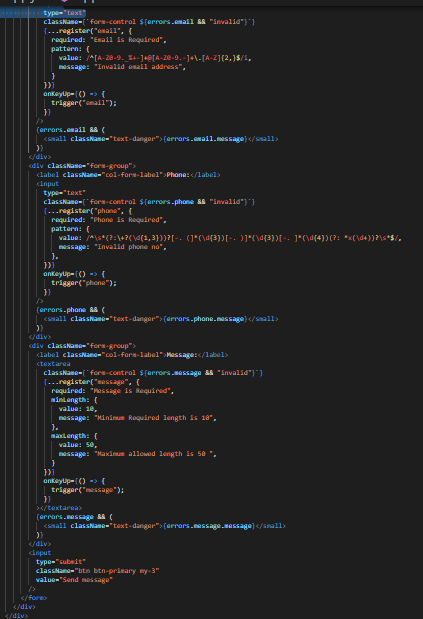 type="text"
className={`form-control ${errors.email && "invalid"}`}
{...register("email", {
required: "Email is Required",
pattern: {
value: /^[A-Z0-9._%+-]+@[A-Z0-9.-]+\.[A-Z]{2,}$/i,
message: "Invalid email address",
}
})}
onKeyUp={() => {
trigger("email");
}}
/>
{errors.email && (
<small className="text-danger">{errors.email.message}</small>
)}
</div>
<div className="form-group">
<label className="col-form-label">Phone:</label>
<input
type="text"
className={`form-control ${errors.phone && "invalid"}`}
{...register("phone", {
required: "Phone is Required",
pattern: {
value: /^\s*(?:\+?(\d{1,3}))?[-. (]*(\d{3})[-. )]*(\d{3})[-. ]*(\d{4})(?: *x(\d+))?\s*$/,
message: "Invalid phone no",
},
})}
onKeyUp={() => {
trigger("phone");
}}
/>
{errors.phone && (
<small className="text-danger">{errors.phone.message}</small>
)}
</div>
<div className="form-group">
<label className="col-form-label">Message:</label>
<textarea
className={`form-control ${errors.message && "invalid"}`}
{...register("message", {
required: "Message is Required",
minLength: {
value: 10,
message: "Minimum Required length is 10",
},
maxLength: {
value: 50,
message: "Maximum allowed length is 50 ",
}
})}
onKeyUp={() => {
trigger("message");
}}
></textarea>
{errors.message && (
<small className="text-danger">{errors.message.message}</small>
)}
</div>
<input
type="submit"
className="btn btn-primary my-3"
value="Send message"
/>
</form>
</div>
</div>